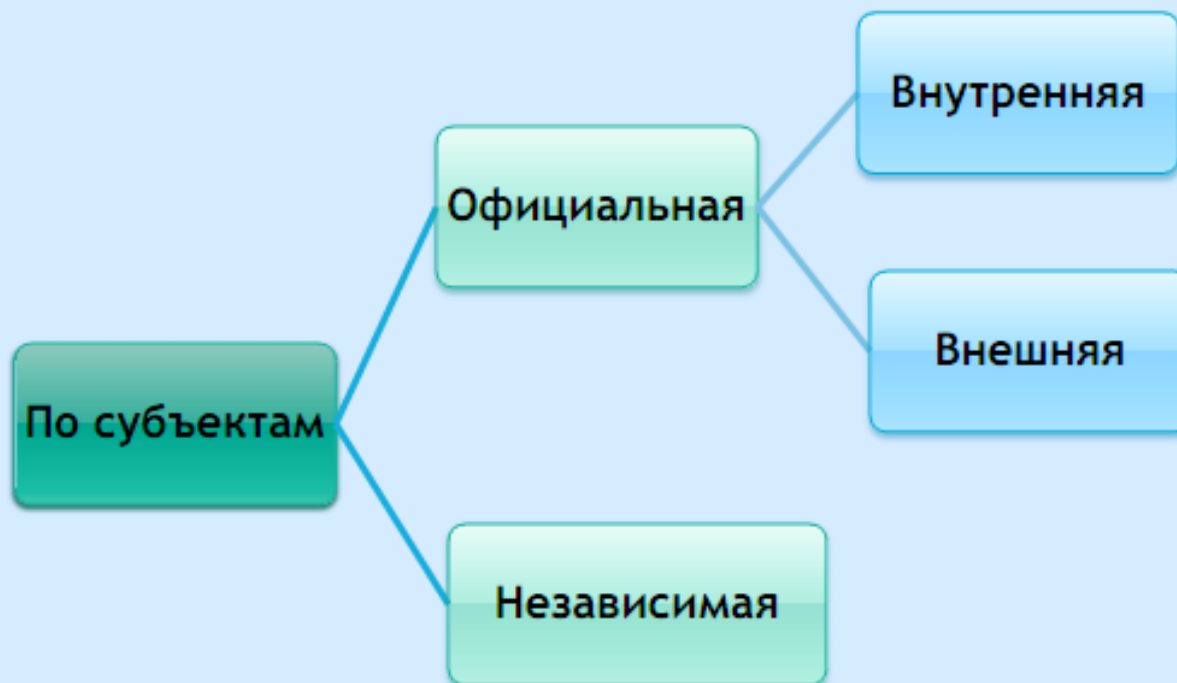 Внутренняя
Официальная
Внешняя
По субъектам
Независимая